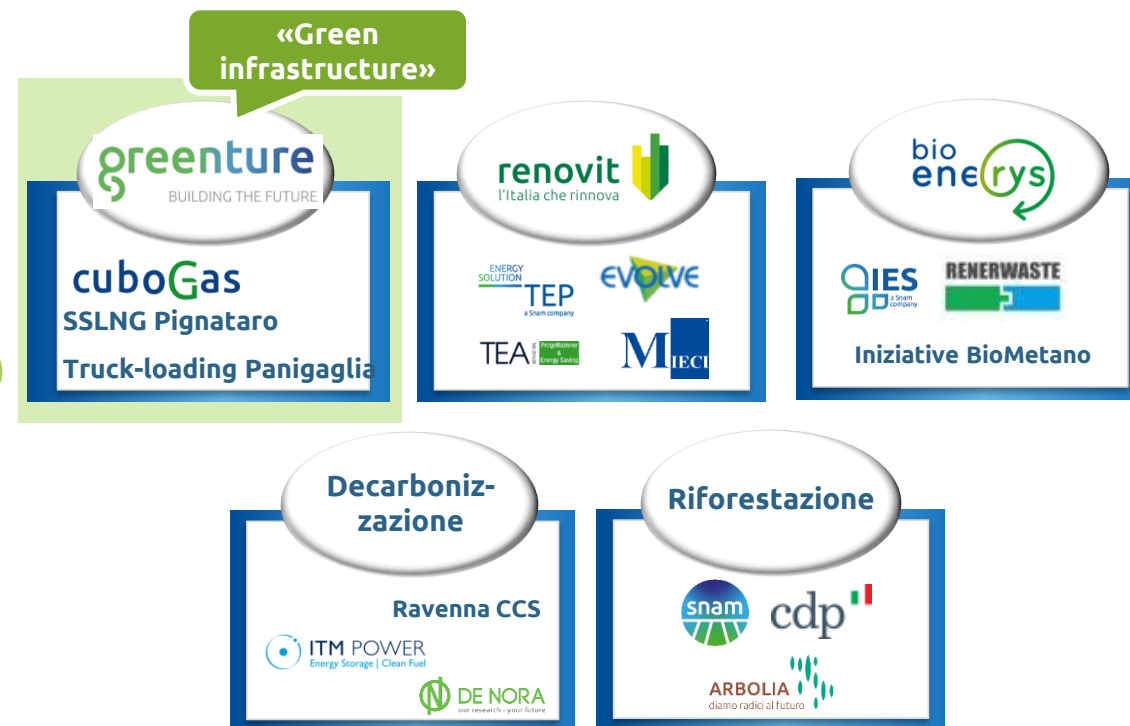 «Green
infrastructure»
greenture
BUILDING THE FUTURE
cuboGas
SSLNG Pignataro
Truck-loading Panigaglia
renovit
l'Italia che rinnova
ENERGY
SOLUTION
TEP
a Snam company
EVOLVE
TEA
Progettazione
&
Energy Saving
MIECI
bio
enerys
IES
a Snam
company
RENERWASTE
Iniziative BioMetano
Decarboniz-
zazione
Ravenna CCS
ITM POWER
Energy Storage | Clean Fuel
DE NORA
our research - your future
Riforestazione
snam
cdp
ARBOLIA
diamo radici al futuro